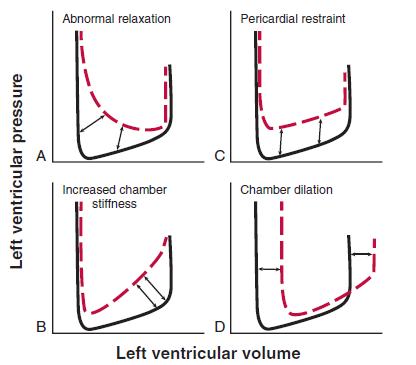 Abnormal relaxation
Pericardial restraint
A
C
Increased chamber
stiffness
Chamber dilation
B
D
Left ventricular pressure
Left ventricular volume